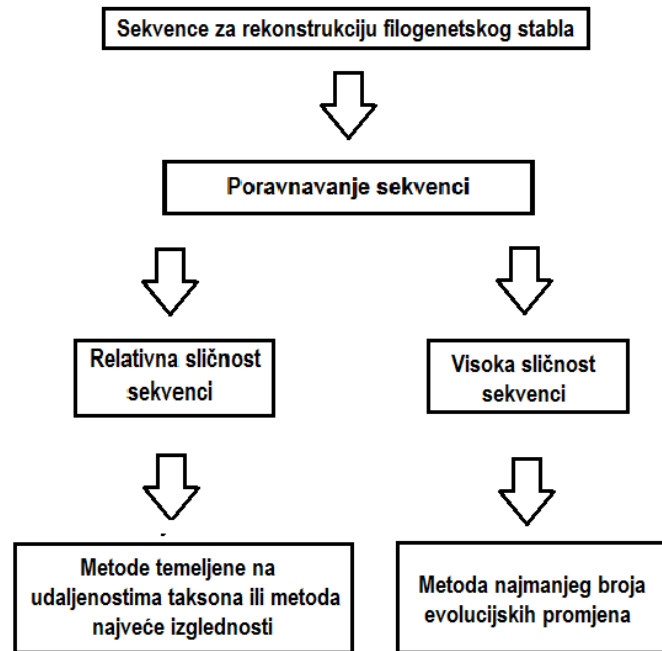 Sekvence za rekonstrukciju filogenetskog stabla
Poravnavanje sekvenci
Relativna sličnost
sekvenci
Visoka sličnost
sekvenci
Metode temeljene na
udaljenostima taksona ili metoda
najveće izglednosti
Metoda najmanjeg broja
evolucijskih promjena